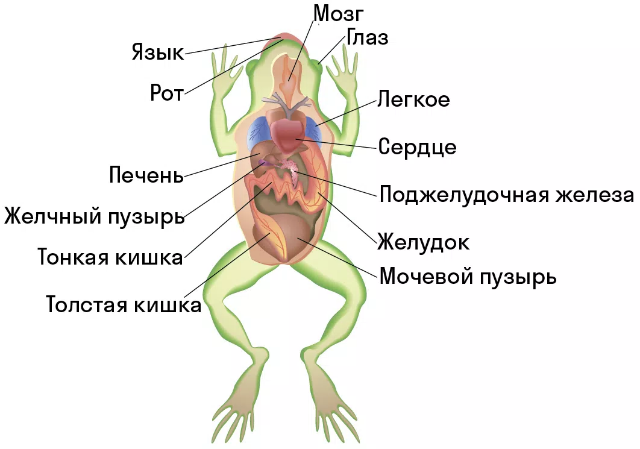 Мозг
Глаз
Язык
Рот
Легкое
Сердце
Печень
Поджелудочная железа
Желчный пузырь
Желудок
Тонкая кишка
Мочевой пузырь
Толстая кишка